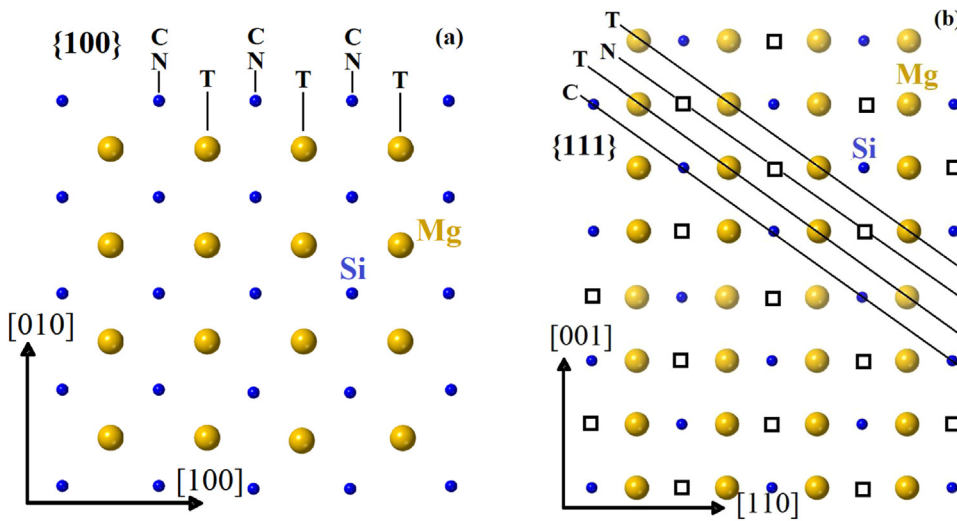 {100}
C
N
T
C
N
T
C
N
T
(a)
Mg
Si
[010]
[100]
T
N
T
C
(b)
Mg
{111}
Si
[001]
[110]